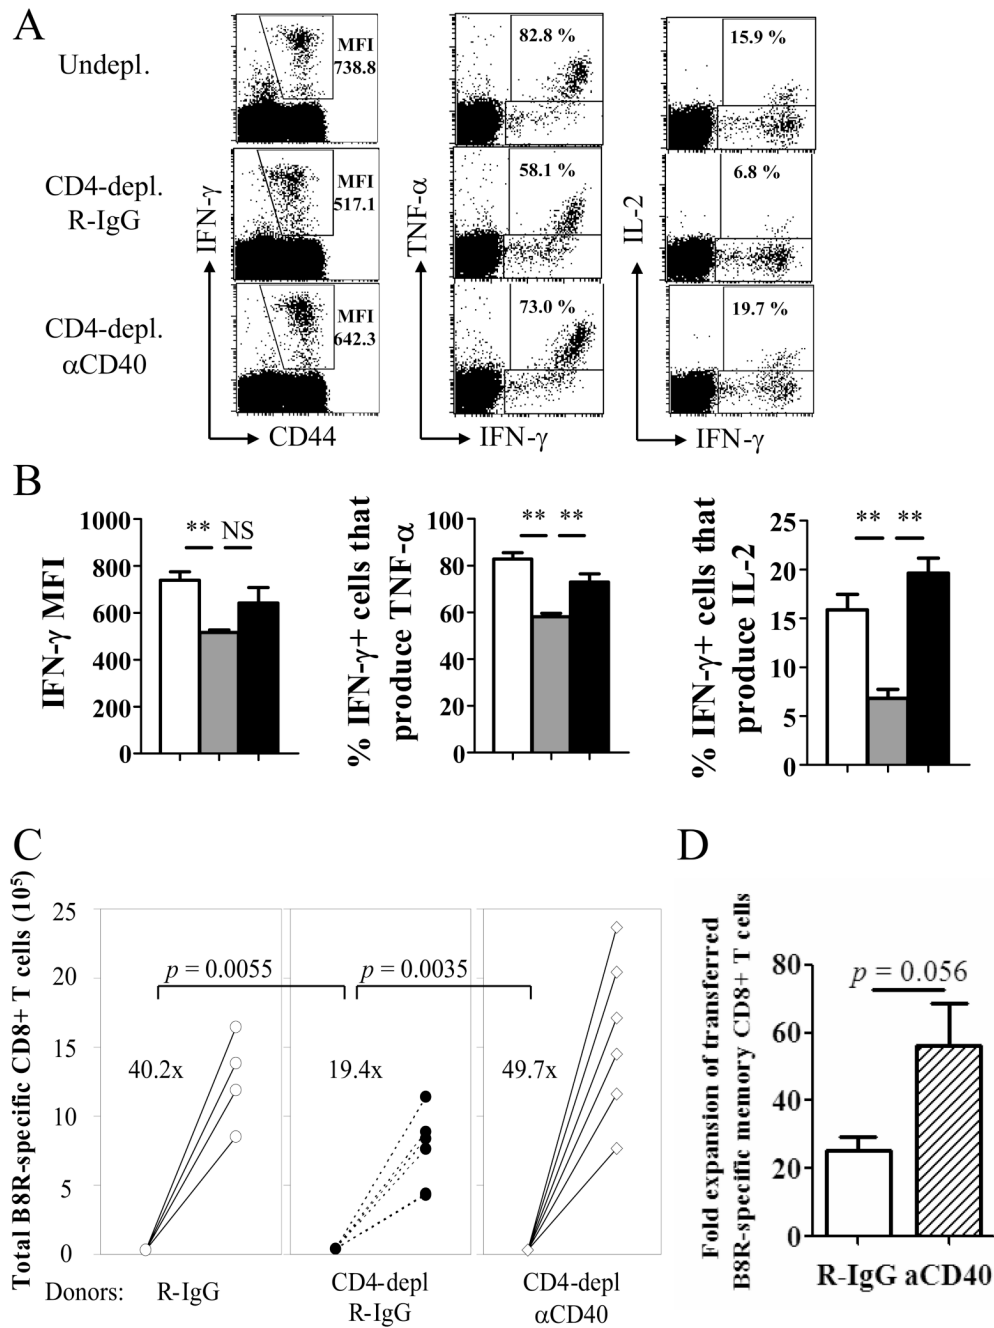 A
Undepl.
MFI
738.8
82.8 %
15.9 %
CD4-depl.
R-IgG
MFI
517.1
58.1 %
6.8 %
CD4-depl.
αCD40
MFI
642.3
73.0 %
19.7 %
IFN-γ
TNF-α
IL-2
CD44
IFN-γ
IFN-γ
B
IFN-γ MFI
1000
800
600
400
200
0
** NS
% IFN-γ+ cells that
produce TNF-α
100
80
60
40
20
0
** **
% IFN-γ+ cells that
produce IL-2
25
20
15
10
5
0
** **
C
Total B8R-specific CD8+ T cells (10⁵)
25
20
15
10
5
0
p = 0.0055
p = 0.0035
40.2x
19.4x
49.7x
Donors:
R-IgG
CD4-depl
R-IgG
CD4-depl
αCD40
D
Fold expansion of transferred
B8R-specific memory CD8+ T cells
80
60
40
20
0
p = 0.056
R-IgG aCD40